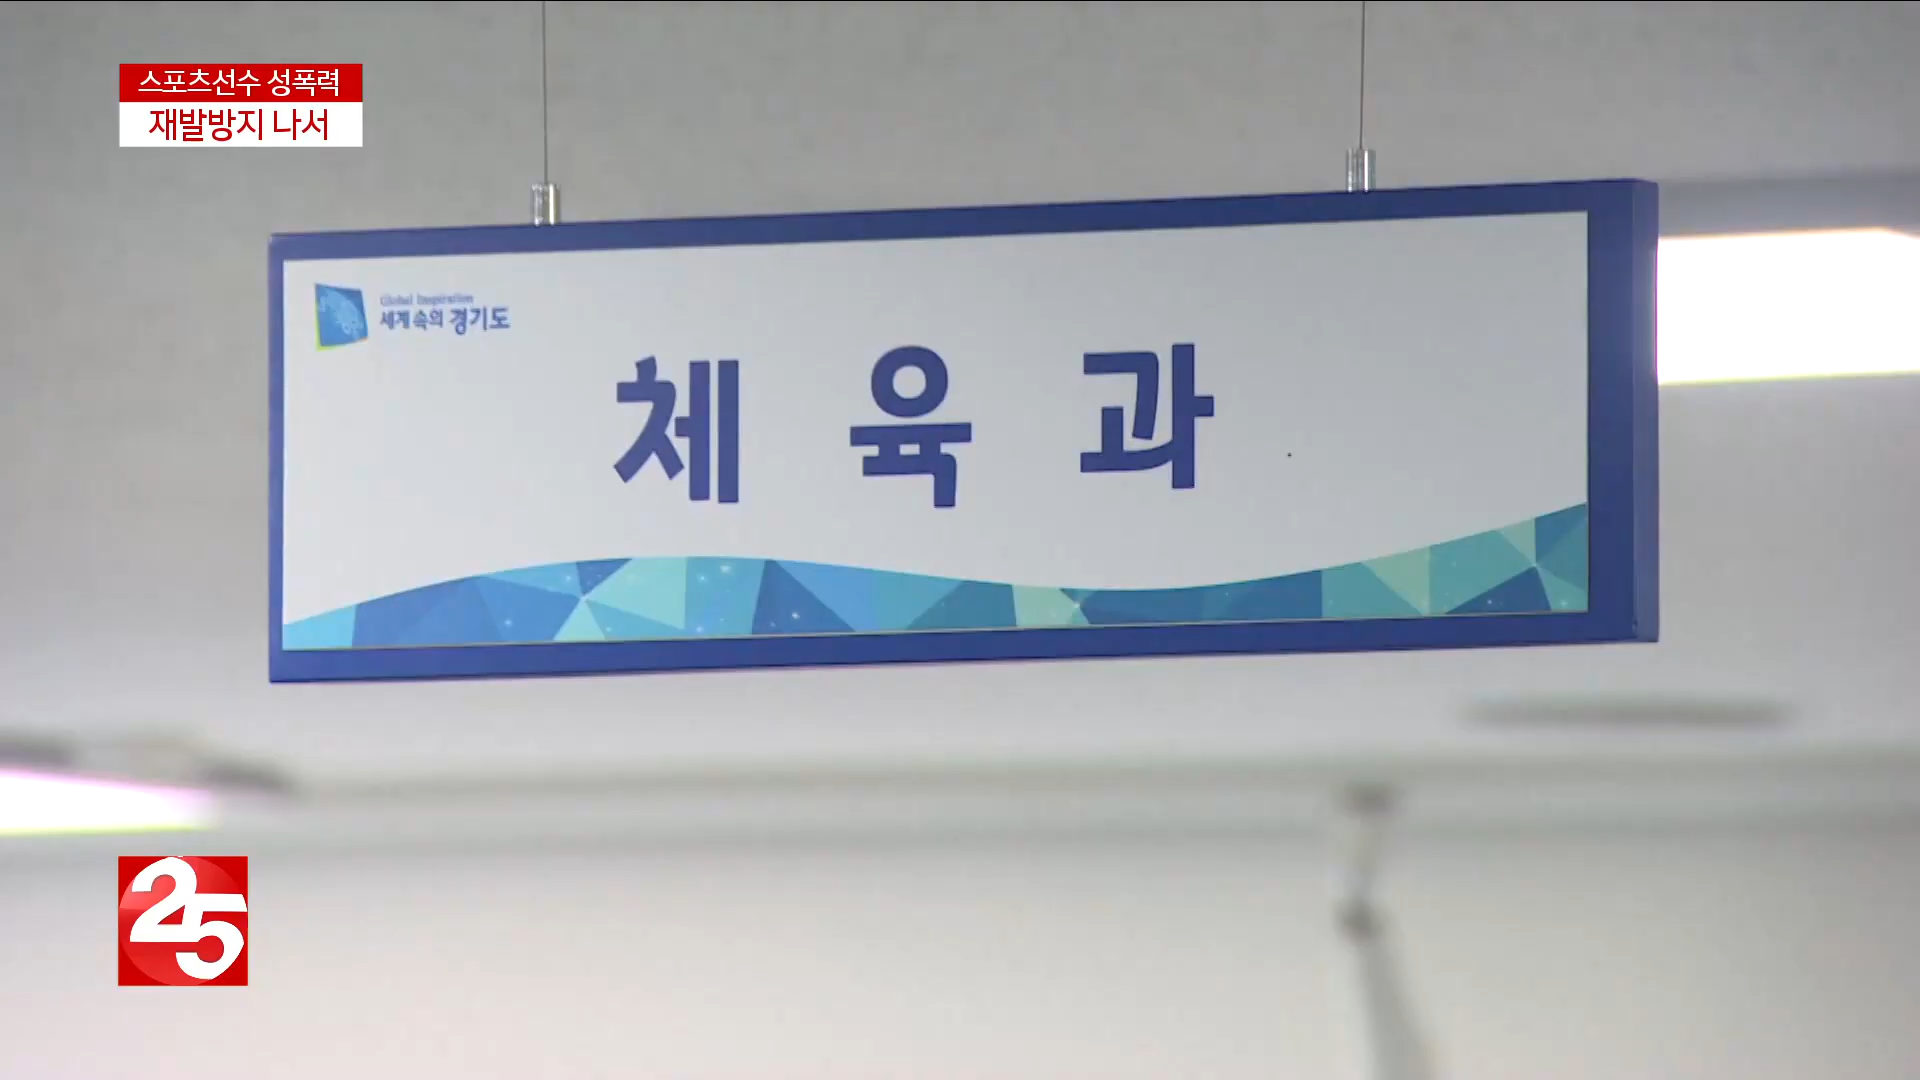 스포츠선수 성폭력
재발방지 나서
Global Inspiration
세계 속의 경기도
체 육 과
25